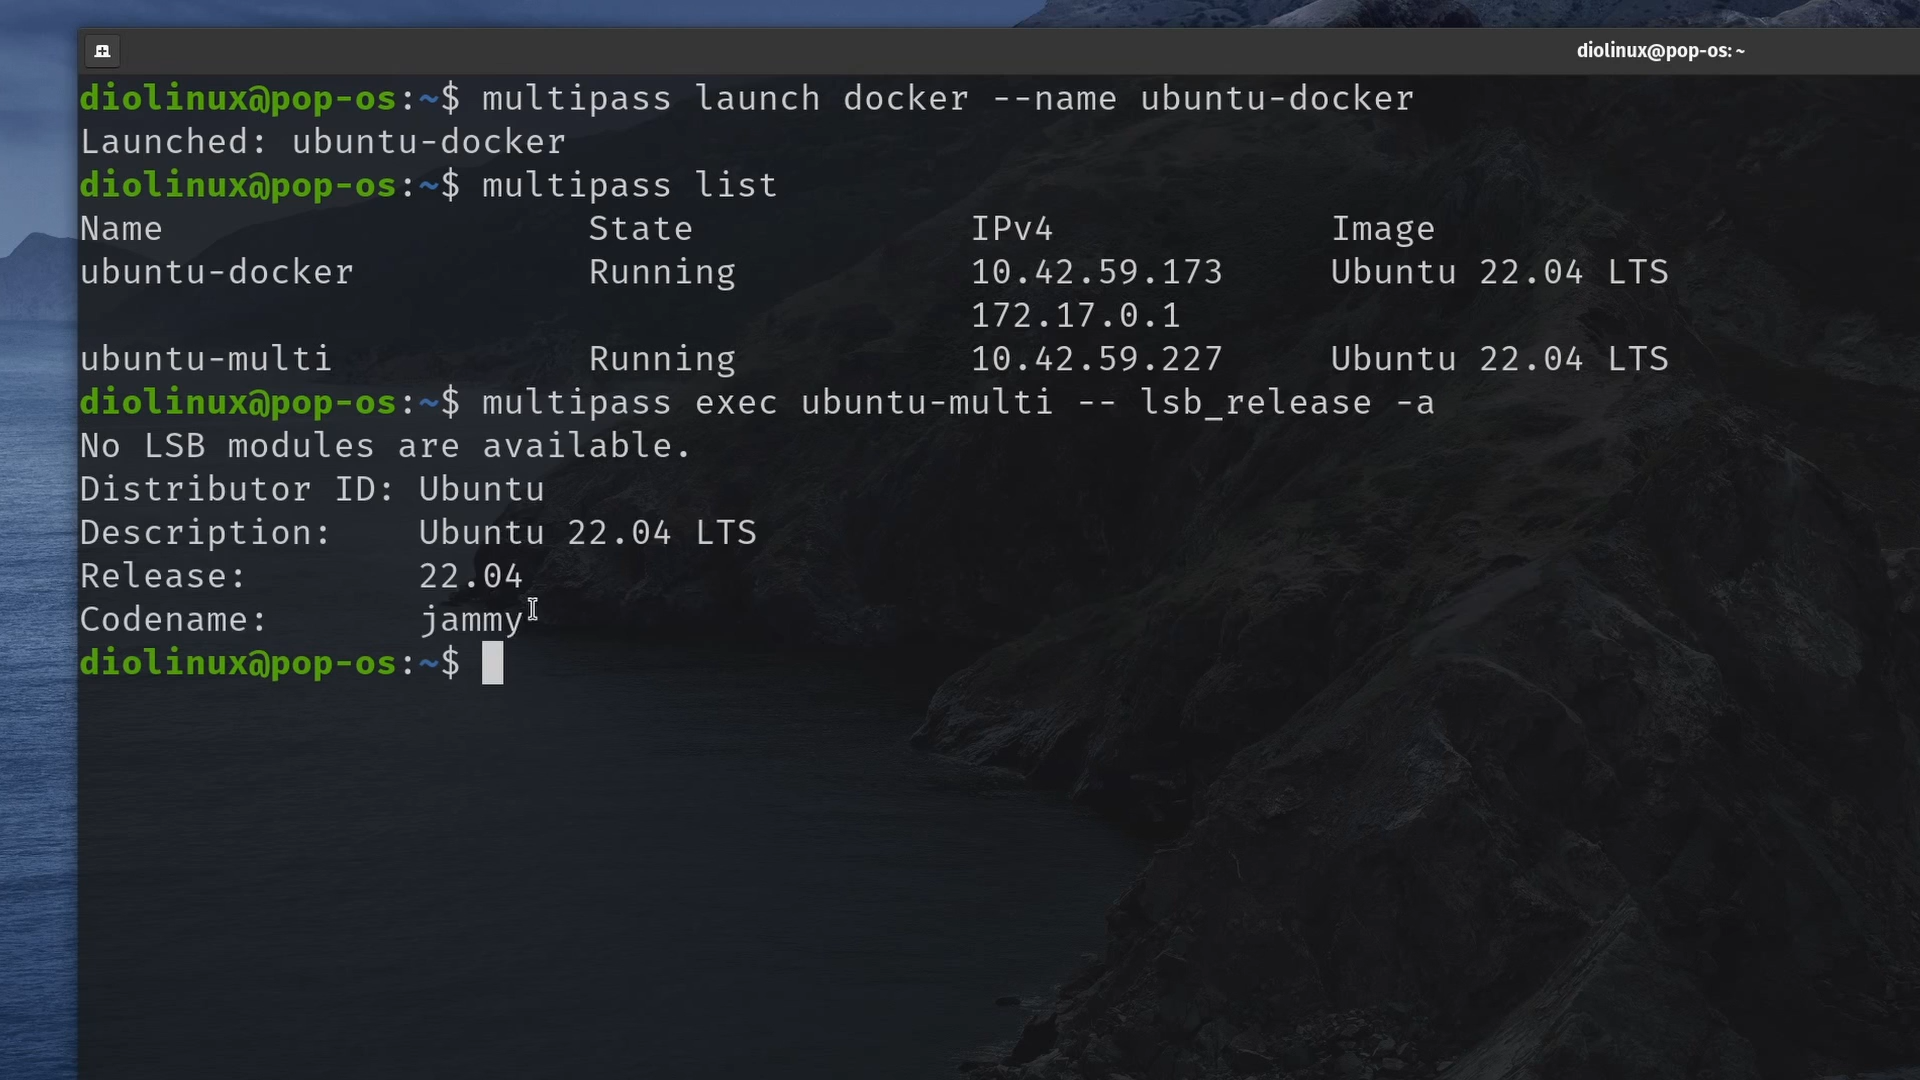 diolinux@pop-os: ~
diolinux@pop-os:~$ multipass launch docker --name ubuntu-docker
Launched: ubuntu-docker
diolinux@pop-os:~$ multipass list
Name                    State             IPv4             Image
ubuntu-docker           Running           10.42.59.173     Ubuntu 22.04 LTS
                                          172.17.0.1
ubuntu-multi            Running           10.42.59.227     Ubuntu 22.04 LTS
diolinux@pop-os:~$ multipass exec ubuntu-multi -- lsb_release -a
No LSB modules are available.
Distributor ID: Ubuntu
Description:    Ubuntu 22.04 LTS
Release:        22.04
Codename:       jammy
diolinux@pop-os:~$